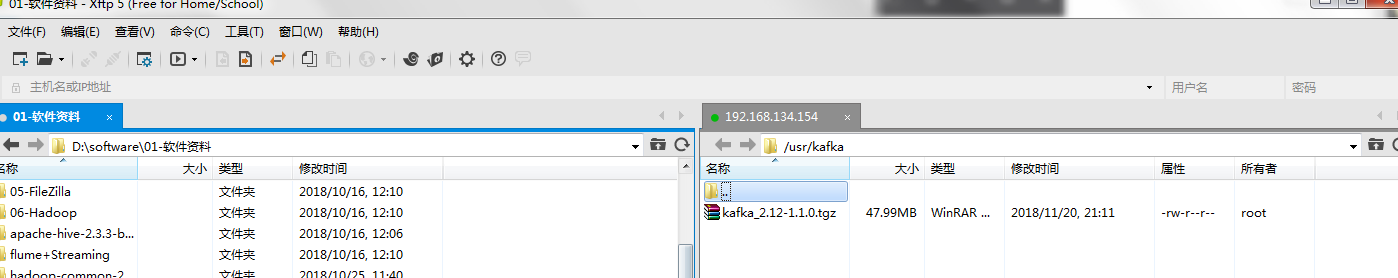 01-软件资料 - Xftp 5 (Free for Home/School)
文件(F) 编辑(E) 查看(V) 命令(C) 工具(T) 窗口(W) 帮助(H)
主机名或IP地址 用户名 密码
01-软件资料 × 192.168.134.154 ×
D:\software\01-软件资料 /usr/kafka
名称 大小 类型 修改时间 名称 大小 类型 修改时间 属性 所有者
05-FileZilla 文件夹 2018/10/16, 12:10 ..
06-Hadoop 文件夹 2018/10/16, 12:10 kafka_2.12-1.1.0.tgz 47.99MB WinRAR ... 2018/11/20, 21:11 -rw-r--r-- root
apache-hive-2.3.3-b... 文件夹 2018/10/16, 12:06
flume+Streaming 文件夹 2018/10/16, 12:10
hadoop-common-2... 文件夹 2018/10/25, 11:40